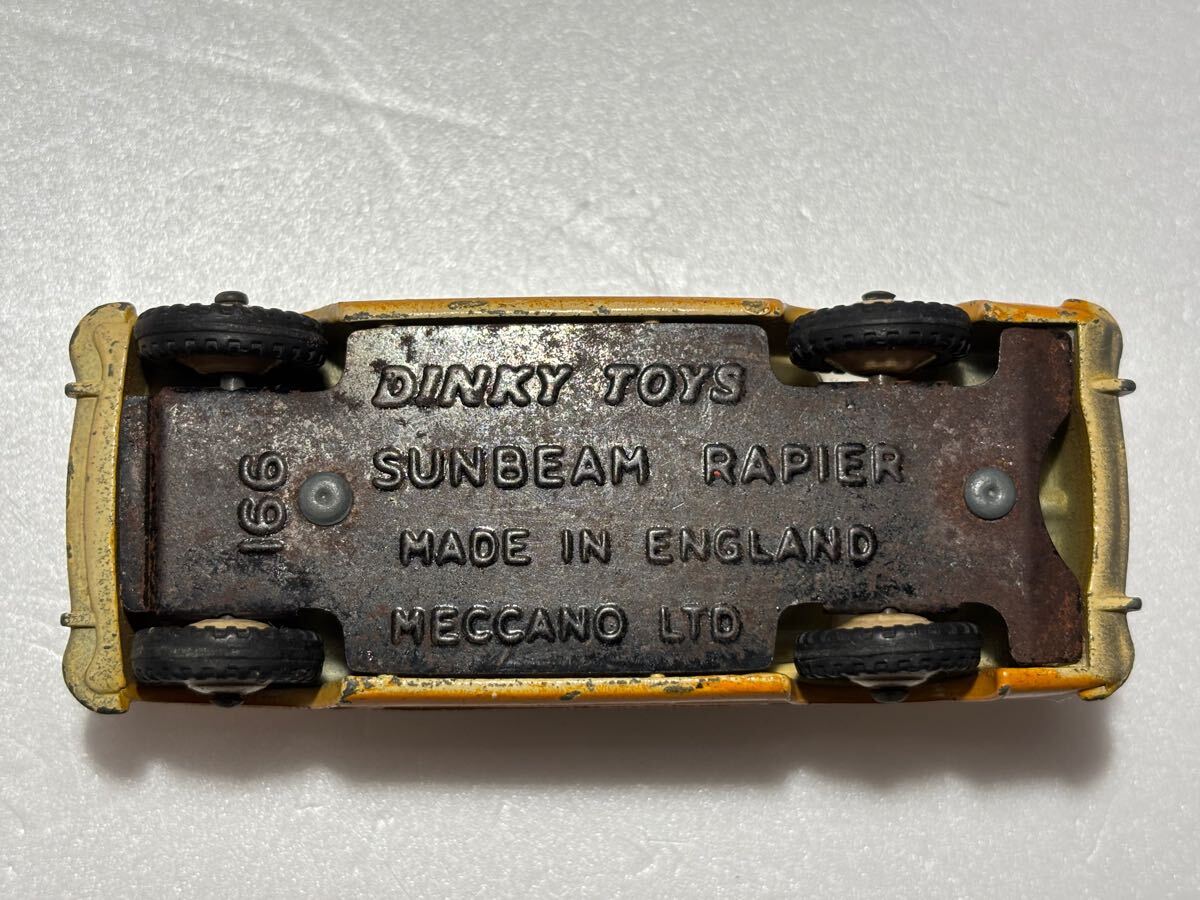 DINKY TOYS
SUNBEAM RAPIER
MADE IN ENGLAND
MECCANO LTD
166